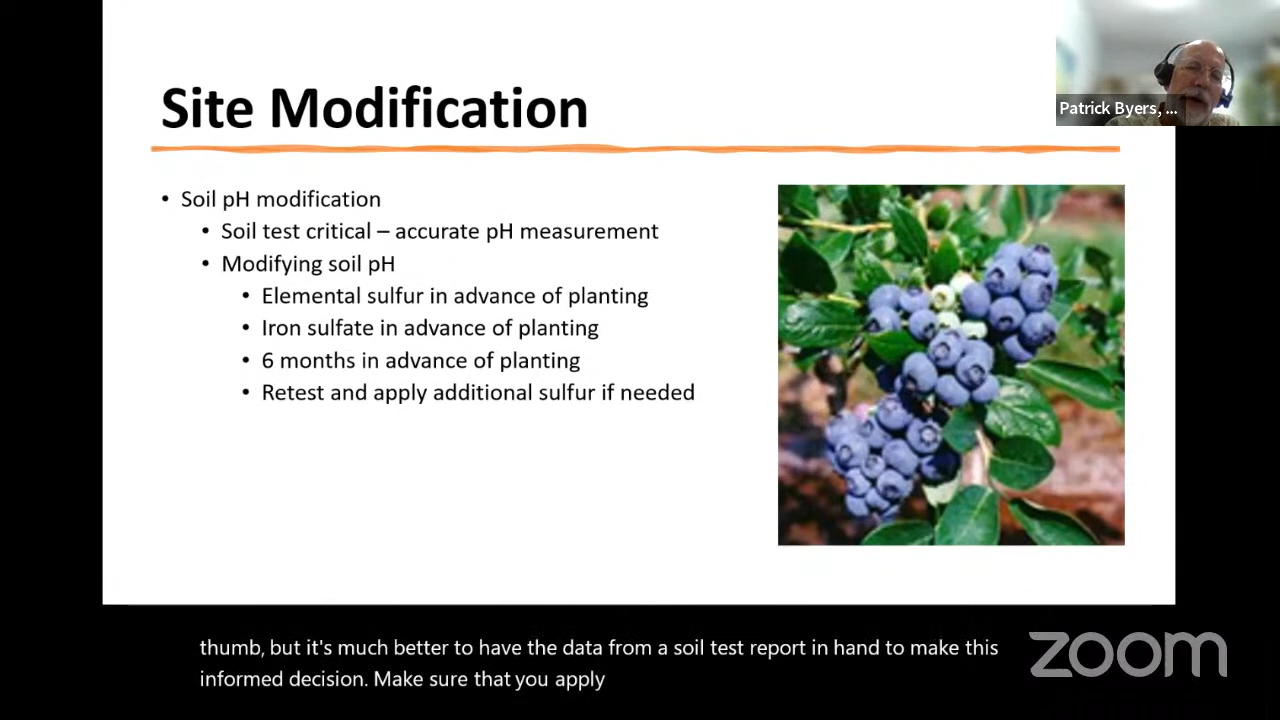 Site Modification
Patrick Byers, ...
• Soil pH modification
• Soil test critical – accurate pH measurement
• Modifying soil pH
• Elemental sulfur in advance of planting
• Iron sulfate in advance of planting
• 6 months in advance of planting
• Retest and apply additional sulfur if needed
thumb, but it's much better to have the data from a soil test report in hand to make this
informed decision. Make sure that you apply
zoom